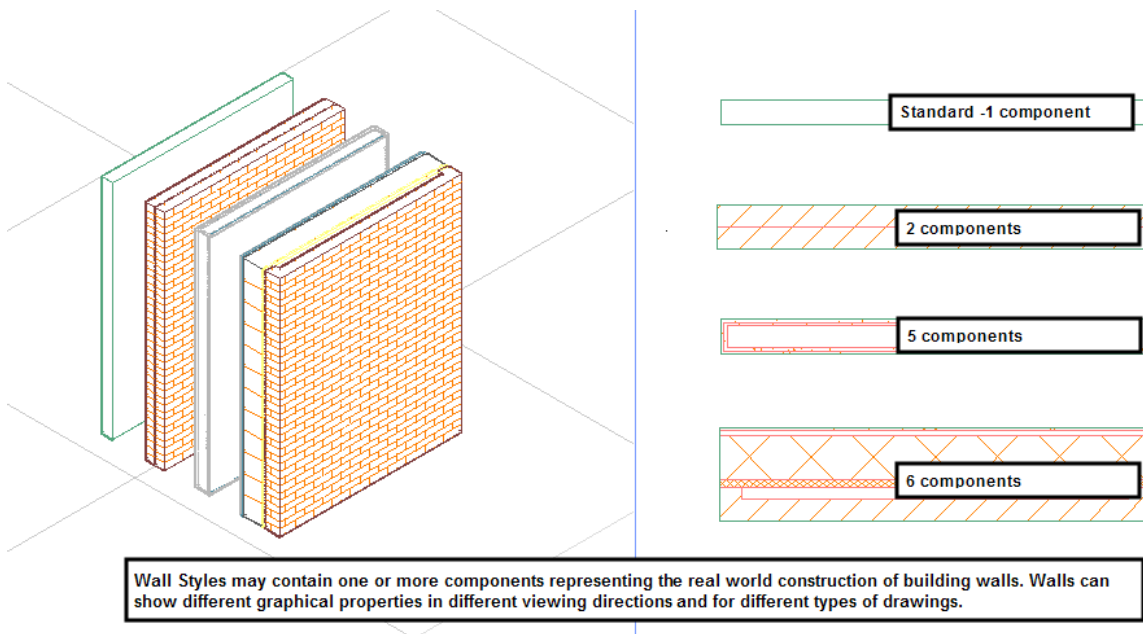 Standard -1 component
2 components
5 components
6 components
Wall Styles may contain one or more components representing the real world construction of building walls. Walls can
show different graphical properties in different viewing directions and for different types of drawings.